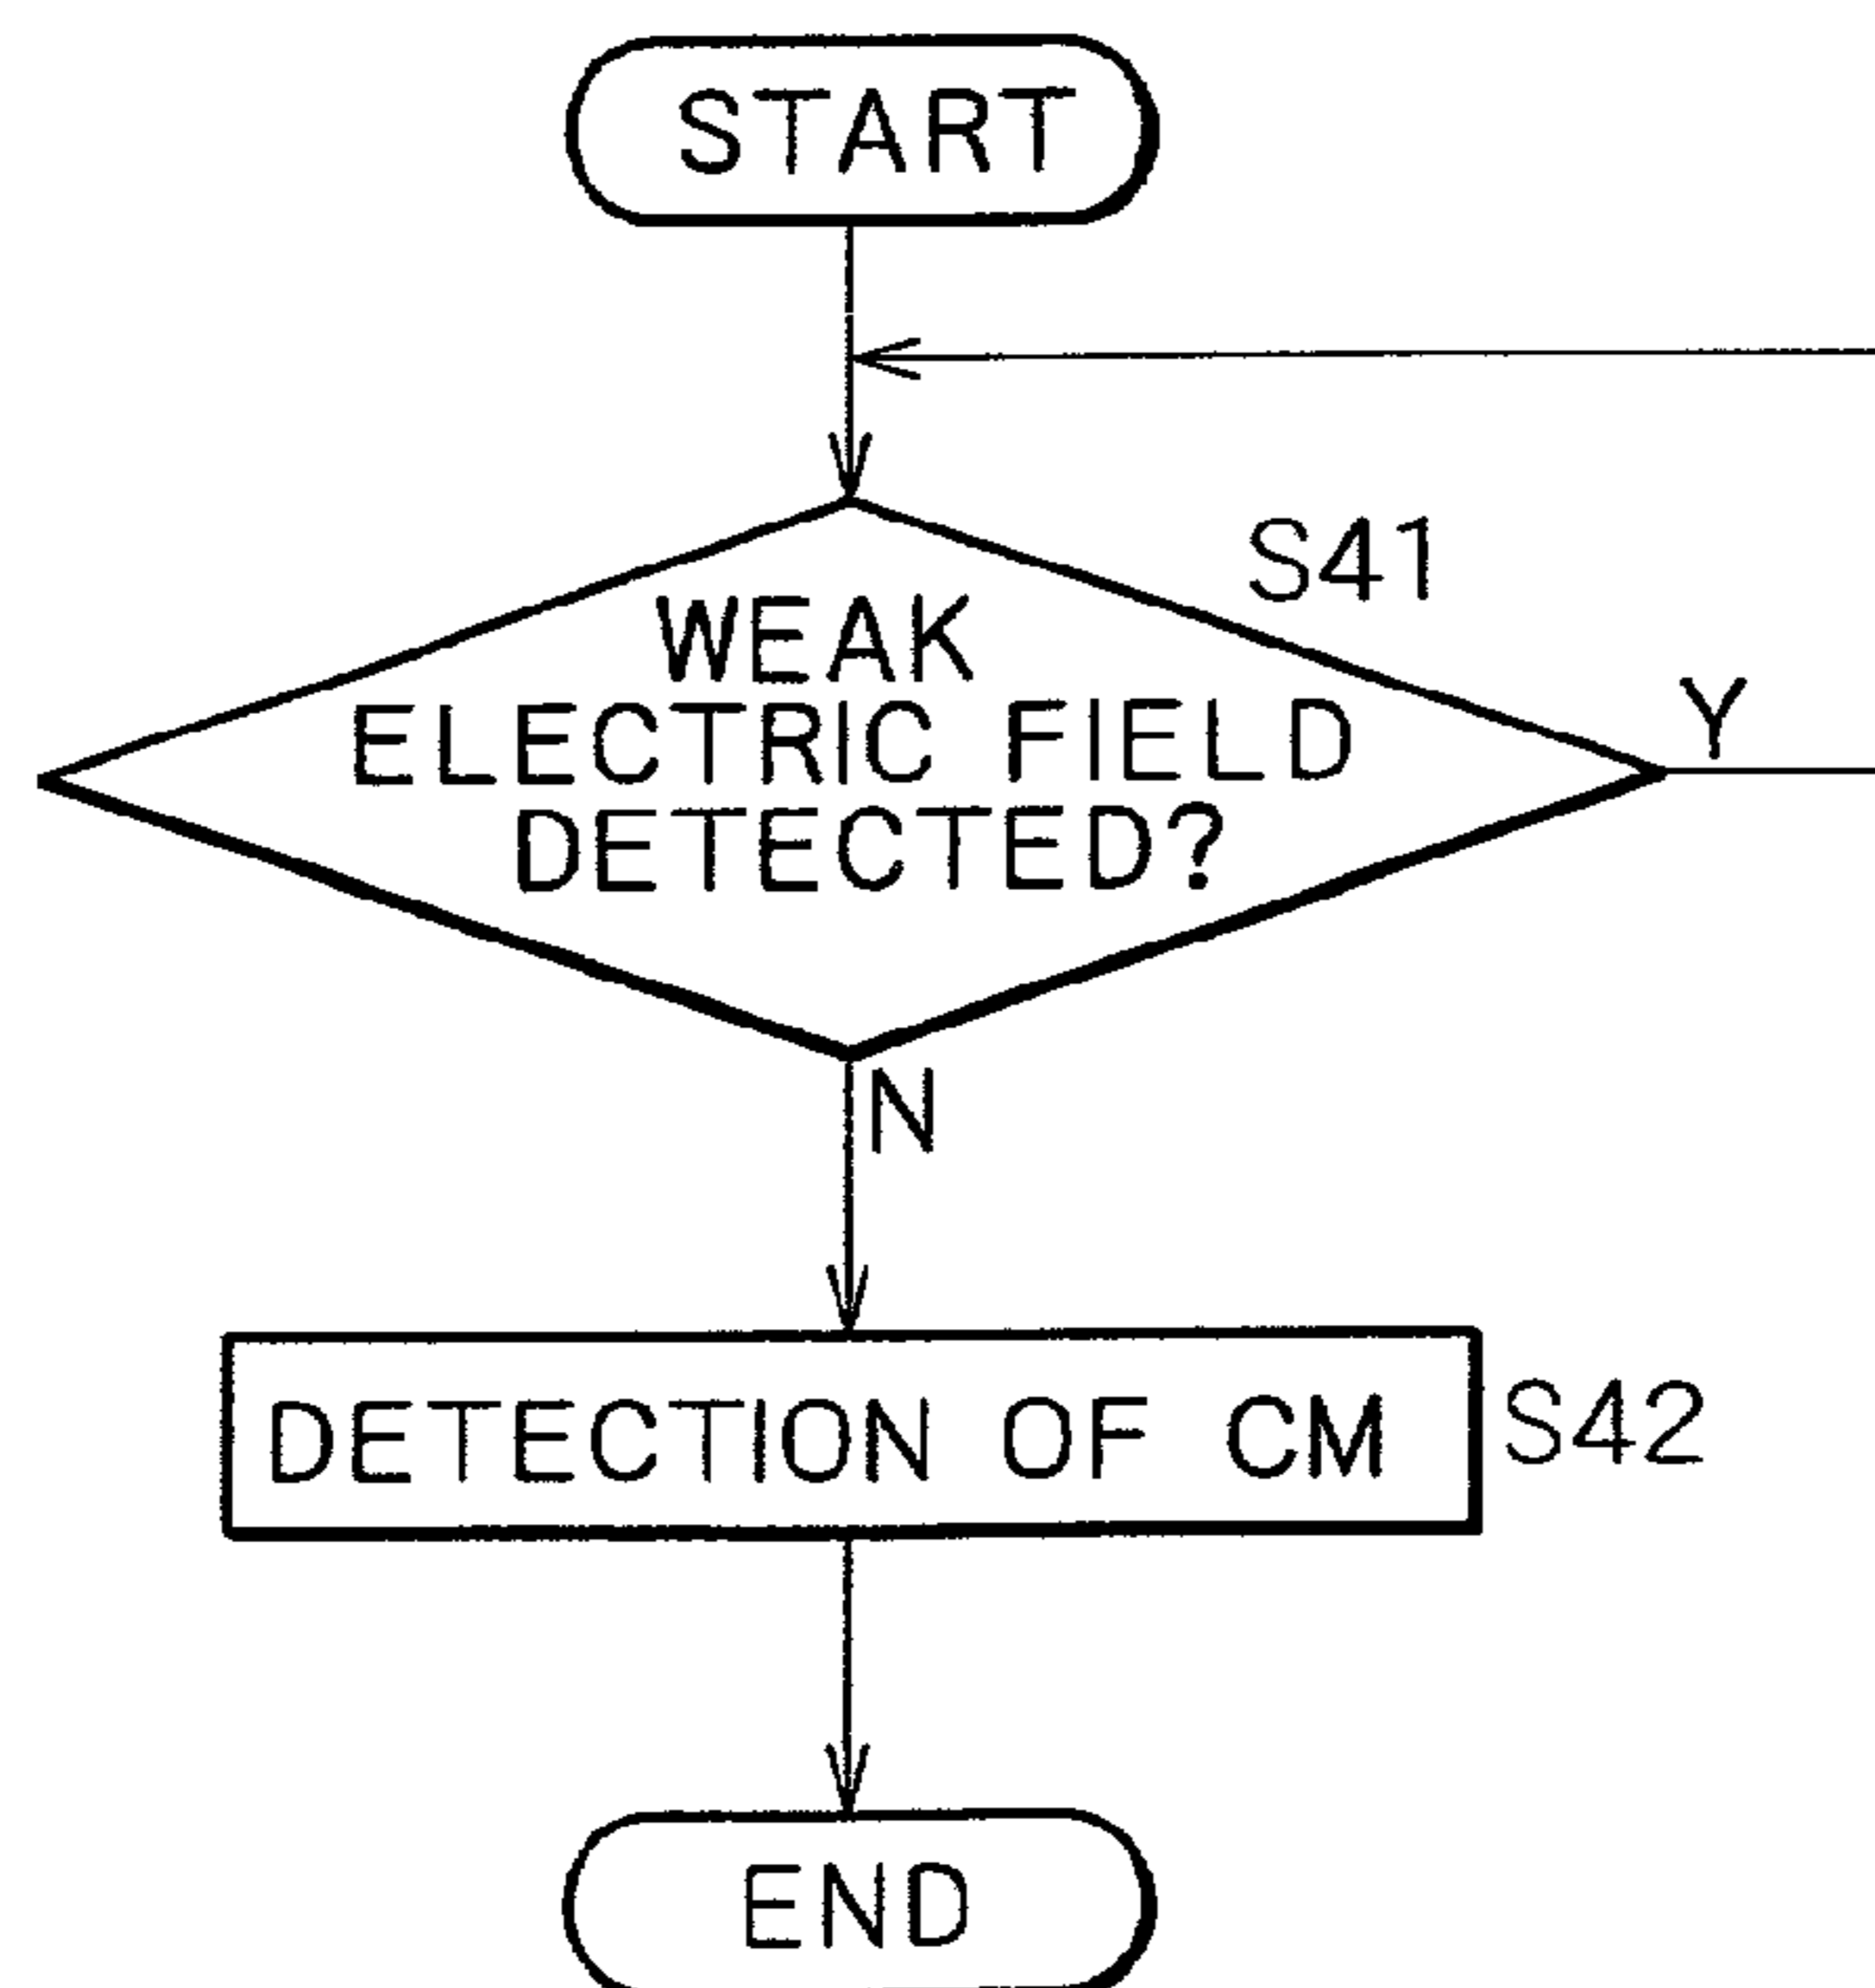 START
S41
WEAK
ELECTRIC FIELD
DETECTED?
Y
N
DETECTION OF CM
S42
END